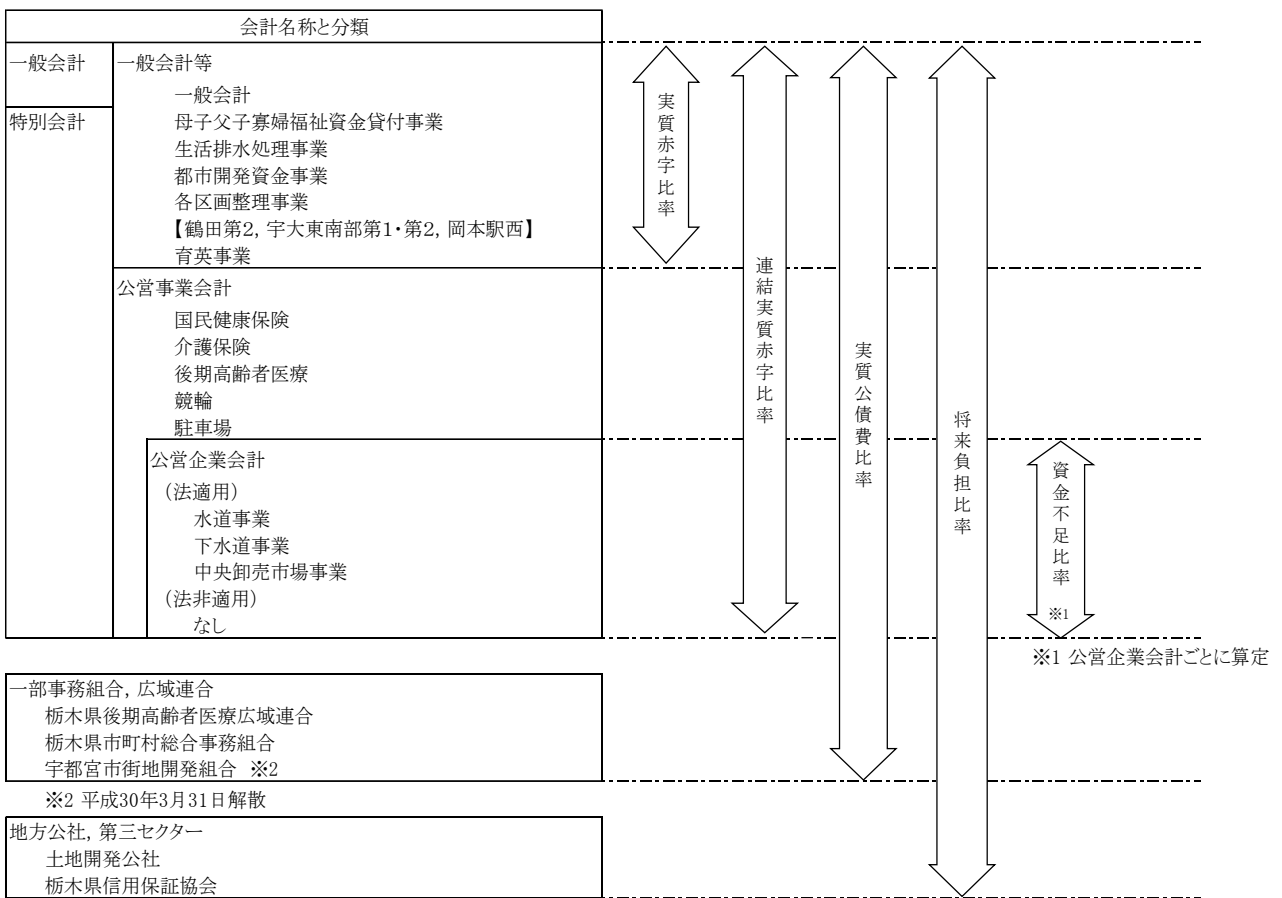 会計名称と分類
一般会計
一般会計等
一般会計
特別会計
母子父子寡婦福祉資金貸付事業
生活排水処理事業
都市開発資金事業
各区画整理事業
【鶴田第2, 宇大東南部第1・第2, 岡本駅西】
育英事業
公営事業会計
国民健康保険
介護保険
後期高齢者医療
競輪
駐車場
公営企業会計
(法適用)
水道事業
下水道事業
中央卸売市場事業
(法非適用)
なし
実質赤字比率
連結実質赤字比率
実質公債費比率
将来負担比率
資金不足比率
※1
※1 公営企業会計ごとに算定
一部事務組合, 広域連合
栃木県後期高齢者医療広域連合
栃木県市町村総合事務組合
宇都宮市街地開発組合 ※2
※2 平成30年3月31日解散
地方公社, 第三セクター
土地開発公社
栃木県信用保証協会